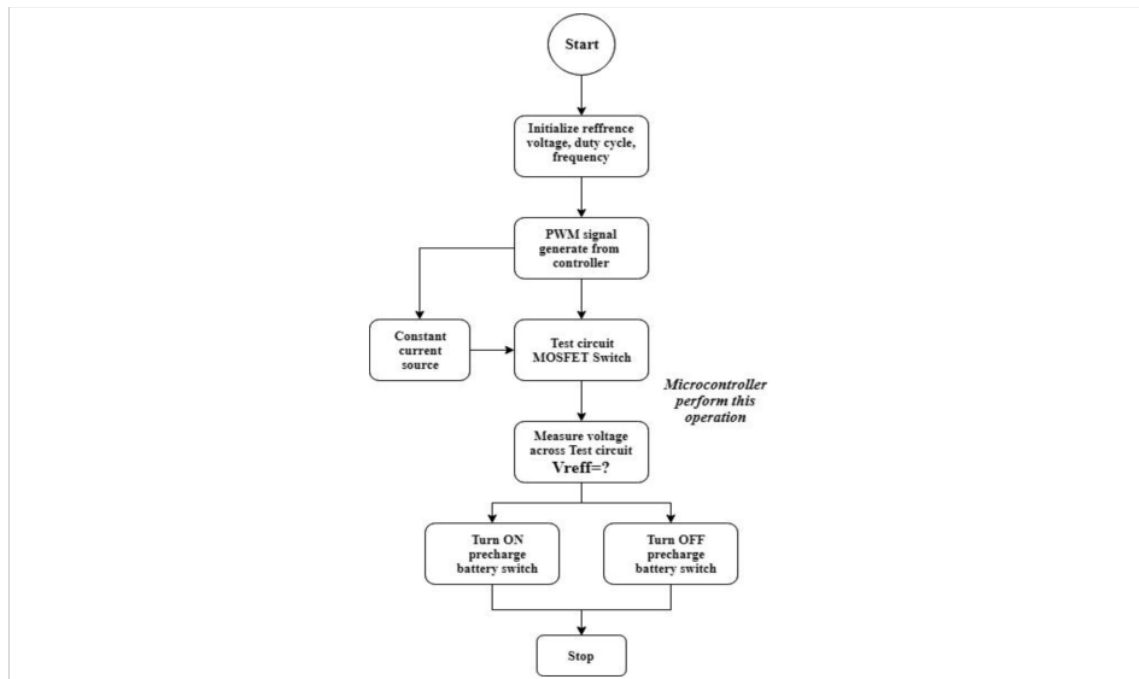 Start
Initialize reffrence
voltage, duty cycle,
frequency
PWM signal
generate from
controller
Constant
current
source
Test circuit
MOSFET Switch
Microcontroller
perform this
operation
Measure voltage
across Test circuit
Vreff=?
Turn ON
precharge
battery switch
Turn OFF
precharge
battery switch
Stop